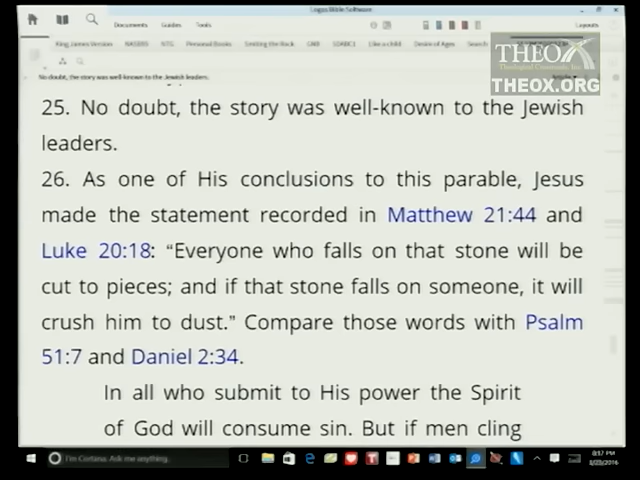 Logos Bible Software
Documents Guides Tools
Layouts
King James Version NASB95 NTG Personal Books Smiting the Rock GNB SDABC1 Like a child Desire of Ages Search
THEOX
THEOX.ORG
No doubt, the story was well-known to the Jewish leaders.
25. No doubt, the story was well-known to the Jewish
leaders.
26. As one of His conclusions to this parable, Jesus
made the statement recorded in Matthew 21:44 and
Luke 20:18: “Everyone who falls on that stone will be
cut to pieces; and if that stone falls on someone, it will
crush him to dust.” Compare those words with Psalm
51:7 and Daniel 2:34.
In all who submit to His power the Spirit
of God will consume sin. But if men cling
I'm Cortana. Ask me anything.
8:57 PM